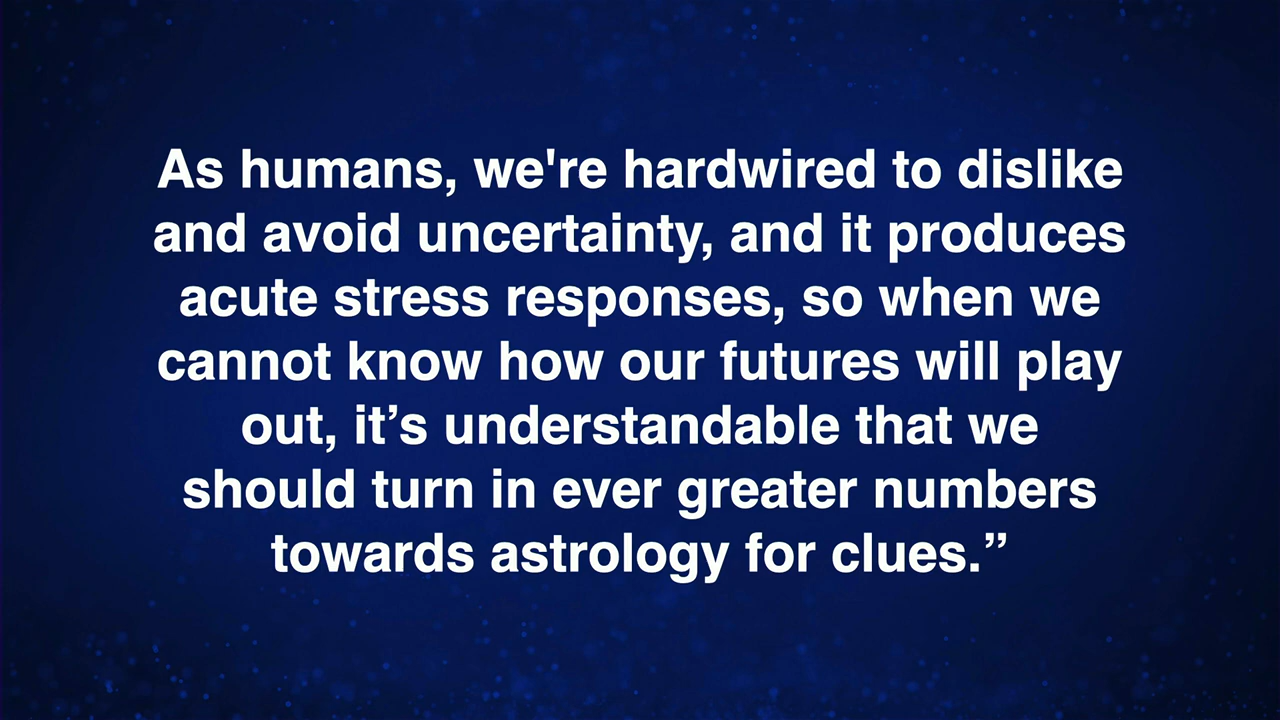 As humans, we're hardwired to dislike
and avoid uncertainty, and it produces
acute stress responses, so when we
cannot know how our futures will play
out, it’s understandable that we
should turn in ever greater numbers
towards astrology for clues.”